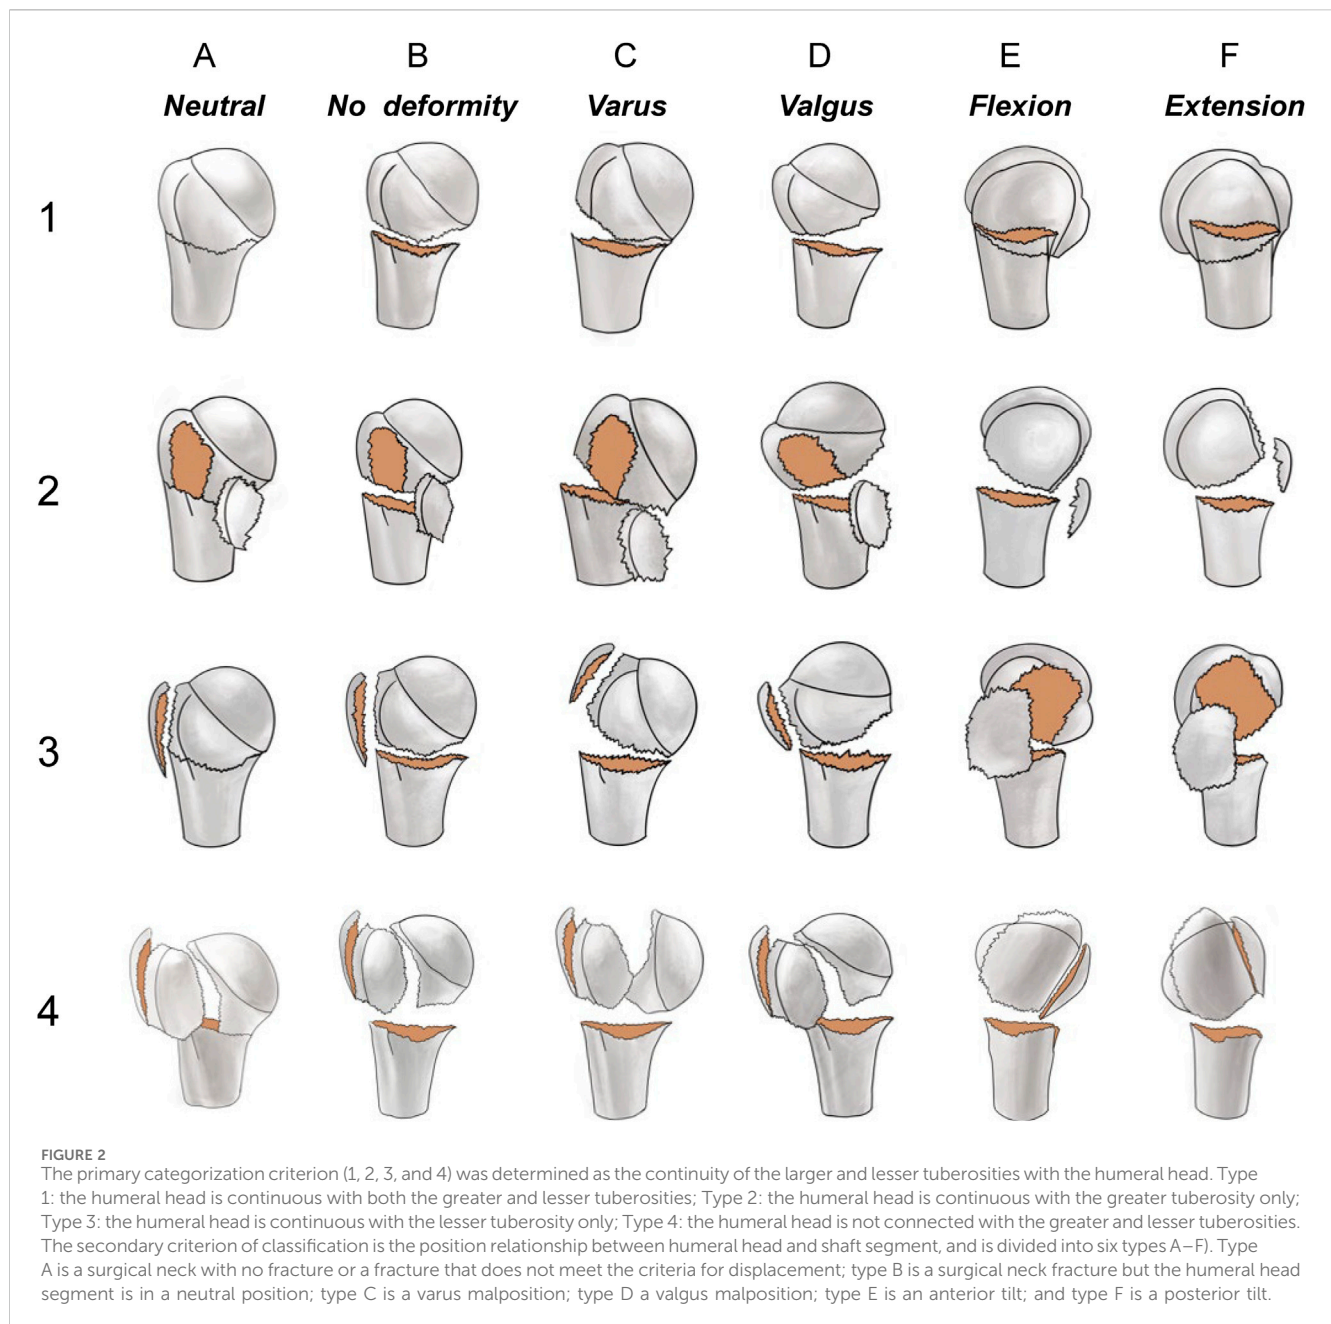 A B C D E F
Neutral No deformity Varus Valgus Flexion Extension
1
2
3
4
FIGURE 2
The primary categorization criterion (1, 2, 3, and 4) was determined as the continuity of the larger and lesser tuberosities with the humeral head. Type
1: the humeral head is continuous with both the greater and lesser tuberosities; Type 2: the humeral head is continuous with the greater tuberosity only;
Type 3: the humeral head is continuous with the lesser tuberosity only; Type 4: the humeral head is not connected with the greater and lesser tuberosities.
The secondary criterion of classification is the position relationship between humeral head and shaft segment, and is divided into six types A–F). Type
A is a surgical neck with no fracture or a fracture that does not meet the criteria for displacement; type B is a surgical neck fracture but the humeral head
segment is in a neutral position; type C is a varus malposition; type D a valgus malposition; type E is an anterior tilt; and type F is a posterior tilt.